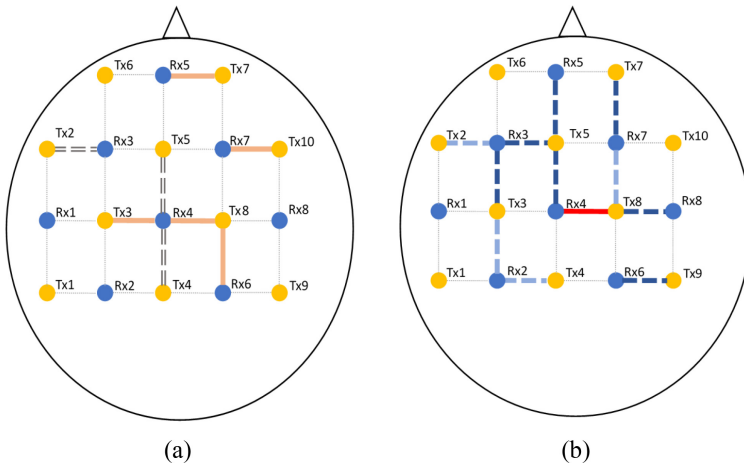 Tx6 Rx5 Tx7
Tx2 Rx3 Tx5 Rx7 Tx10
Rx1 Tx3 Rx4 Tx8 Rx8
Tx1 Rx2 Tx4 Rx6 Tx9
(a)
Tx6 Rx5 Tx7
Tx2 Rx3 Tx5 Rx7 Tx10
Rx1 Tx3 Rx4 Tx8 Rx8
Tx1 Rx2 Tx4 Rx6 Tx9
(b)